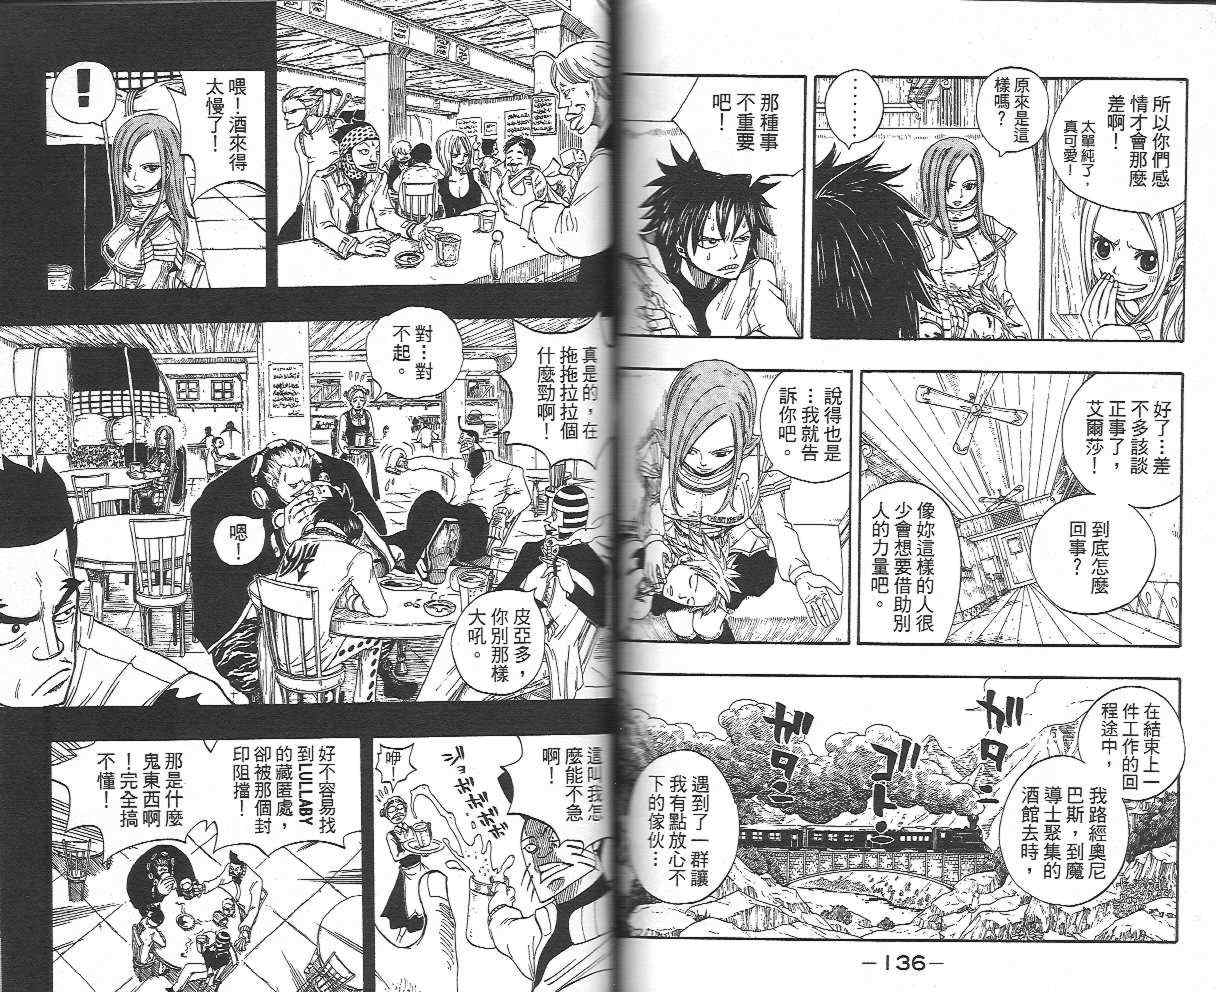 所以你們感
情才會那麼
差啊！
太單純了，
真可愛！
原來是這
樣嗎？
………
那種事
不重要
吧！
好了…差
不多該談
正事了，
艾爾莎！
到底怎麼
回事？
像妳這樣的人很
少會想要借助別
人的力量吧。
說得也是
…我就告
訴你吧。
在結束上一
件工作的回
程途中，
我路經奧尼
巴斯，到魔
導士聚集的
酒館去時，
遇到了一群讓
我有點放心不
下的傢伙…
ガタン
ゴトン
ガタン
－136－
喂！酒來得
太慢了！
！
真是的，在
拖拖拉拉個
什麼勁啊！
對…對
不起。
嗯！
皮亞多，
你別那樣
大吼。
這叫我怎
麼能不急
啊！
咿！
好不容易找
到LULLABY
的藏匿處，
卻被那個封
印阻擋！
那是什麼
鬼東西啊
！完全搞
不懂！